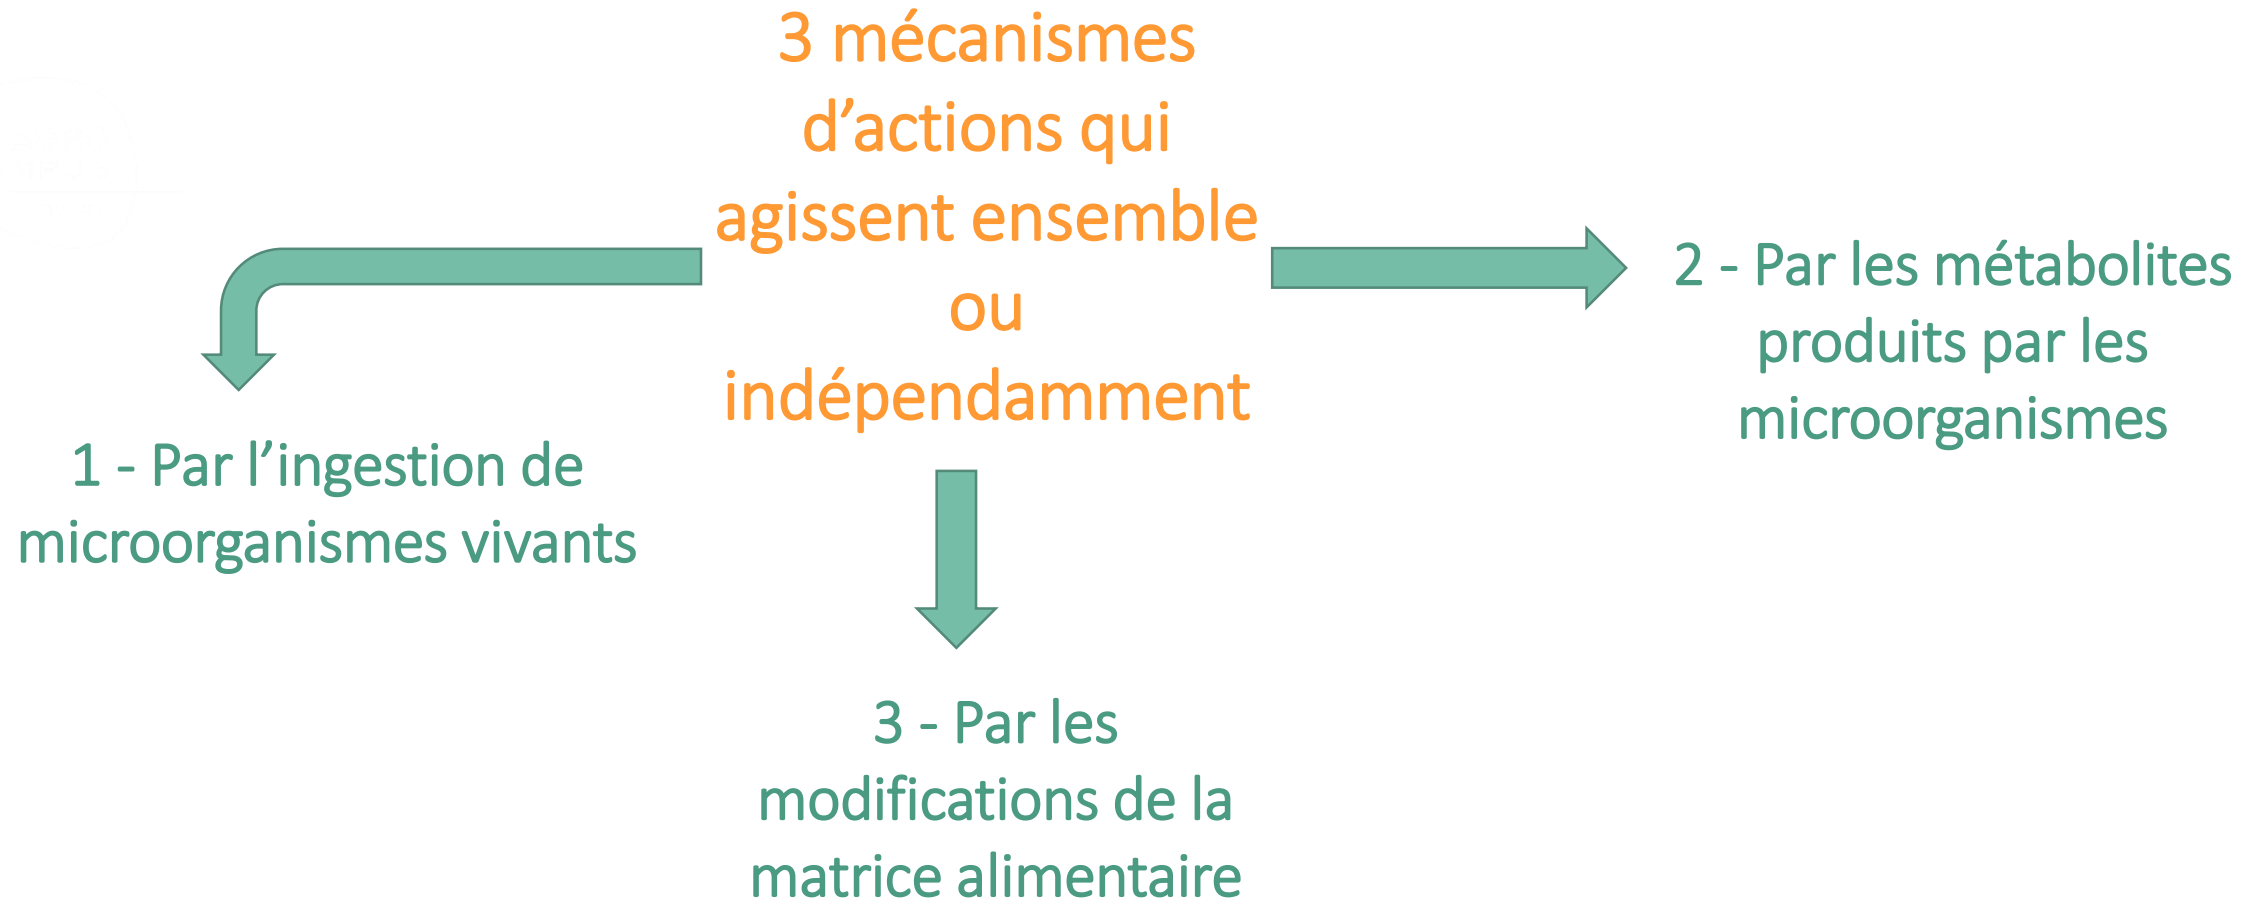 3 mécanismes
d’actions qui
agissent ensemble
ou
indépendamment
1 - Par l’ingestion de
microorganismes vivants
2 - Par les métabolites
produits par les
microorganismes
3 - Par les
modifications de la
matrice alimentaire